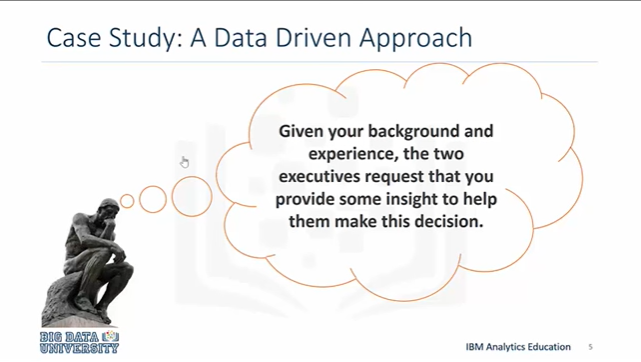 Case Study: A Data Driven Approach
Given your background and
experience, the two
executives request that you
provide some insight to help
them make this decision.
BIG DATA
UNIVERSITY
IBM Analytics Education 5